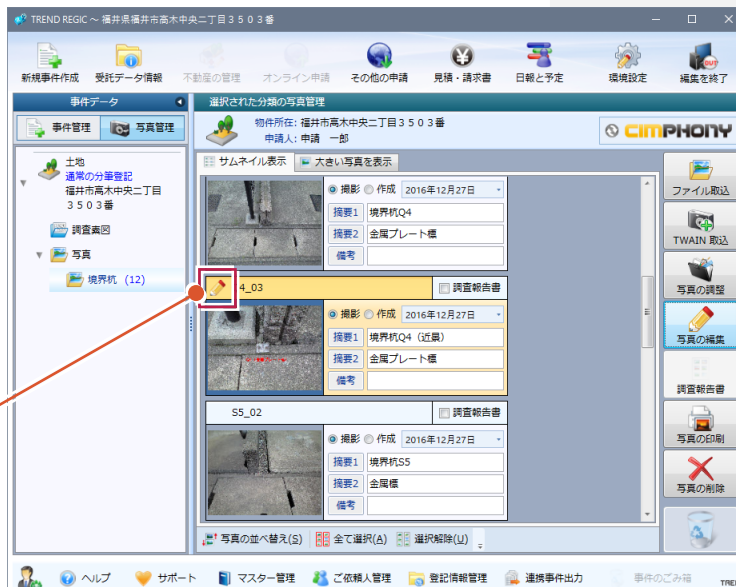 TREND REGIC ～ 福井県福井市高木中央二丁目３５０３番
新規事件作成 受託データ情報 不動産の管理 オンライン申請 その他の申請 見積・請求書 日報と予定 環境設定 編集を終了
事件データ
選択された分類の写真管理
事件管理 写真管理
物件所在: 福井市高木中央二丁目３５０３番
申請人: 申請 一郎
CIMPHONY
土地
通常の分筆登記
福井市高木中央二丁目
３５０３番
調査素図
写真
境界杭 (12)
サムネイル表示 大きい写真を表示
撮影 作成 2016年12月27日
摘要1 境界杭Q4
摘要2 金属プレート標
備考
4_03 調査報告書
撮影 作成 2016年12月27日
摘要1 境界杭Q4（近景）
摘要2 金属プレート標
備考
S5_02 調査報告書
撮影 作成 2016年12月27日
摘要1 境界杭S5
摘要2 金属標
備考
写真の並べ替え(S) 全て選択(A) 選択解除(U)
ファイル取込
TWAIN 取込
写真の調整
写真の編集
調査報告書
写真の印刷
写真の削除
ヘルプ サポート マスター管理 ご依頼人管理 登記情報管理 連携事件出力 事件のごみ箱